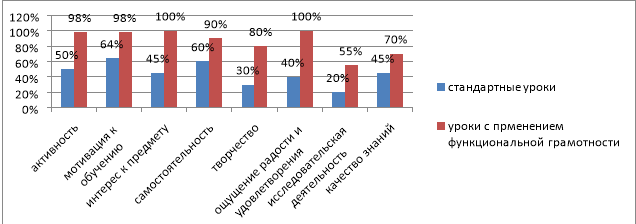 120%
100%
80%
60%
40%
20%
0%
50%
98%
64%
98%
45%
100%
60%
90%
30%
80%
40%
100%
20%
55%
45%
70%
активность
мотивация к
обучению
интерес к предмету
самостоятельность
творчество
ощущение радости и
удовлетворения
исследовательская
деятельность
качество знаний
стандартные уроки
уроки с прменением
функциональной грамотности